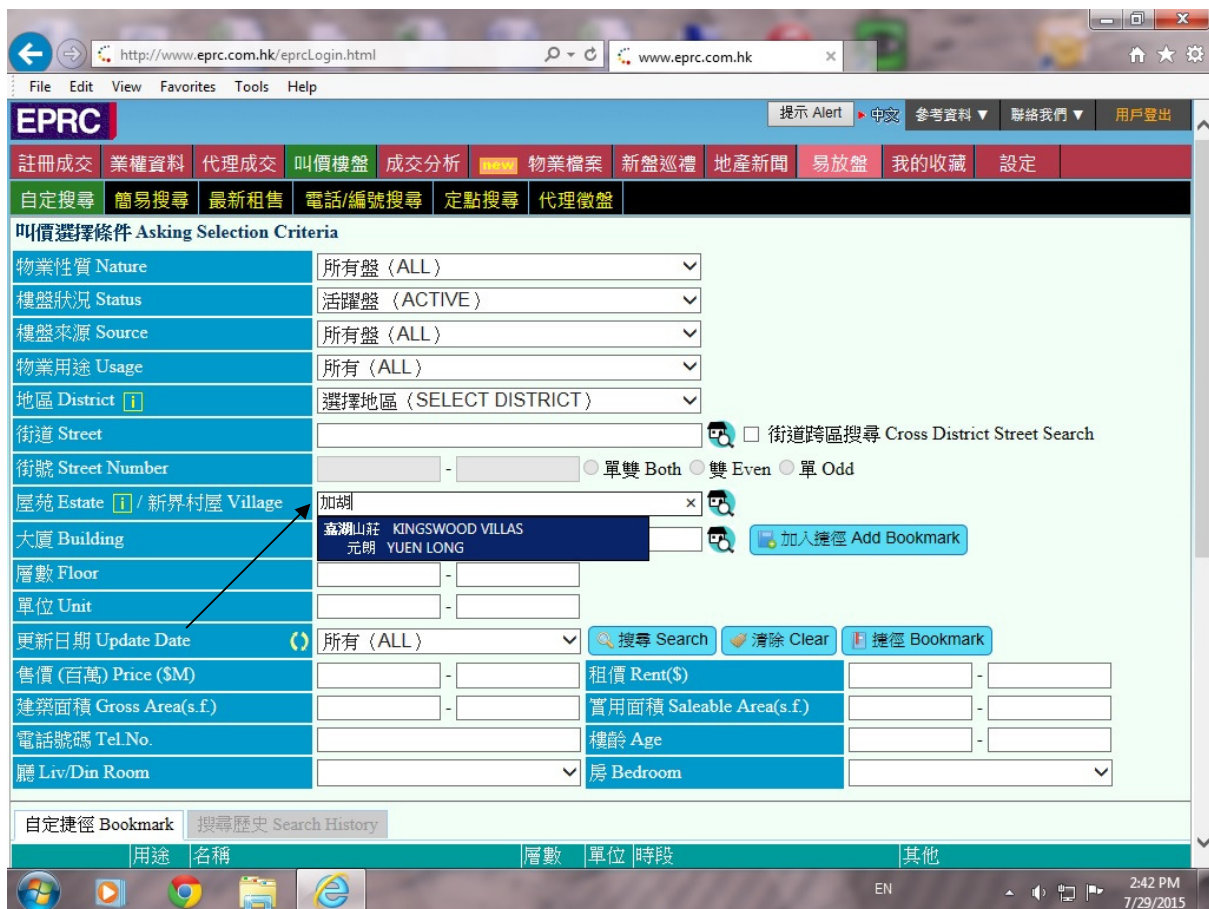 http://www.eprc.com.hk/eprcLogin.html
www.eprc.com.hk
File Edit View Favorites Tools Help
EPRC
提示 Alert 中文 參考資料 ▼ 聯絡我們 ▼ 用戶登出
註冊成交 業權資料 代理成交 叫價樓盤 成交分析 new 物業檔案 新盤巡禮 地產新聞 易放盤 我的收藏 設定
自定搜尋 簡易搜尋 最新租售 電話/編號搜尋 定點搜尋 代理徵盤
叫價選擇條件 Asking Selection Criteria
物業性質 Nature 所有盤 (ALL)
樓盤狀況 Status 活躍盤 (ACTIVE)
樓盤來源 Source 所有盤 (ALL)
物業用途 Usage 所有 (ALL)
地區 District i 選擇地區 (SELECT DISTRICT)
街道 Street 街道跨區搜尋 Cross District Street Search
街號 Street Number - 單雙 Both 雙 Even 單 Odd
屋苑 Estate i / 新界村屋 Village 加胡 ×
嘉湖山莊 KINGSWOOD VILLAS
元朗 YUEN LONG
大廈 Building 加入捷徑 Add Bookmark
層數 Floor -
單位 Unit -
更新日期 Update Date 所有 (ALL) 搜尋 Search 清除 Clear 捷徑 Bookmark
售價 (百萬) Price ($M) - 租價 Rent($) -
建築面積 Gross Area(s.f.) - 實用面積 Saleable Area(s.f.) -
電話號碼 Tel.No. 樓齡 Age -
廳 Liv/Din Room 房 Bedroom
自定捷徑 Bookmark 搜尋歷史 Search History
用途 名稱 層數 單位 時段 其他
EN 2:42 PM
7/29/2015